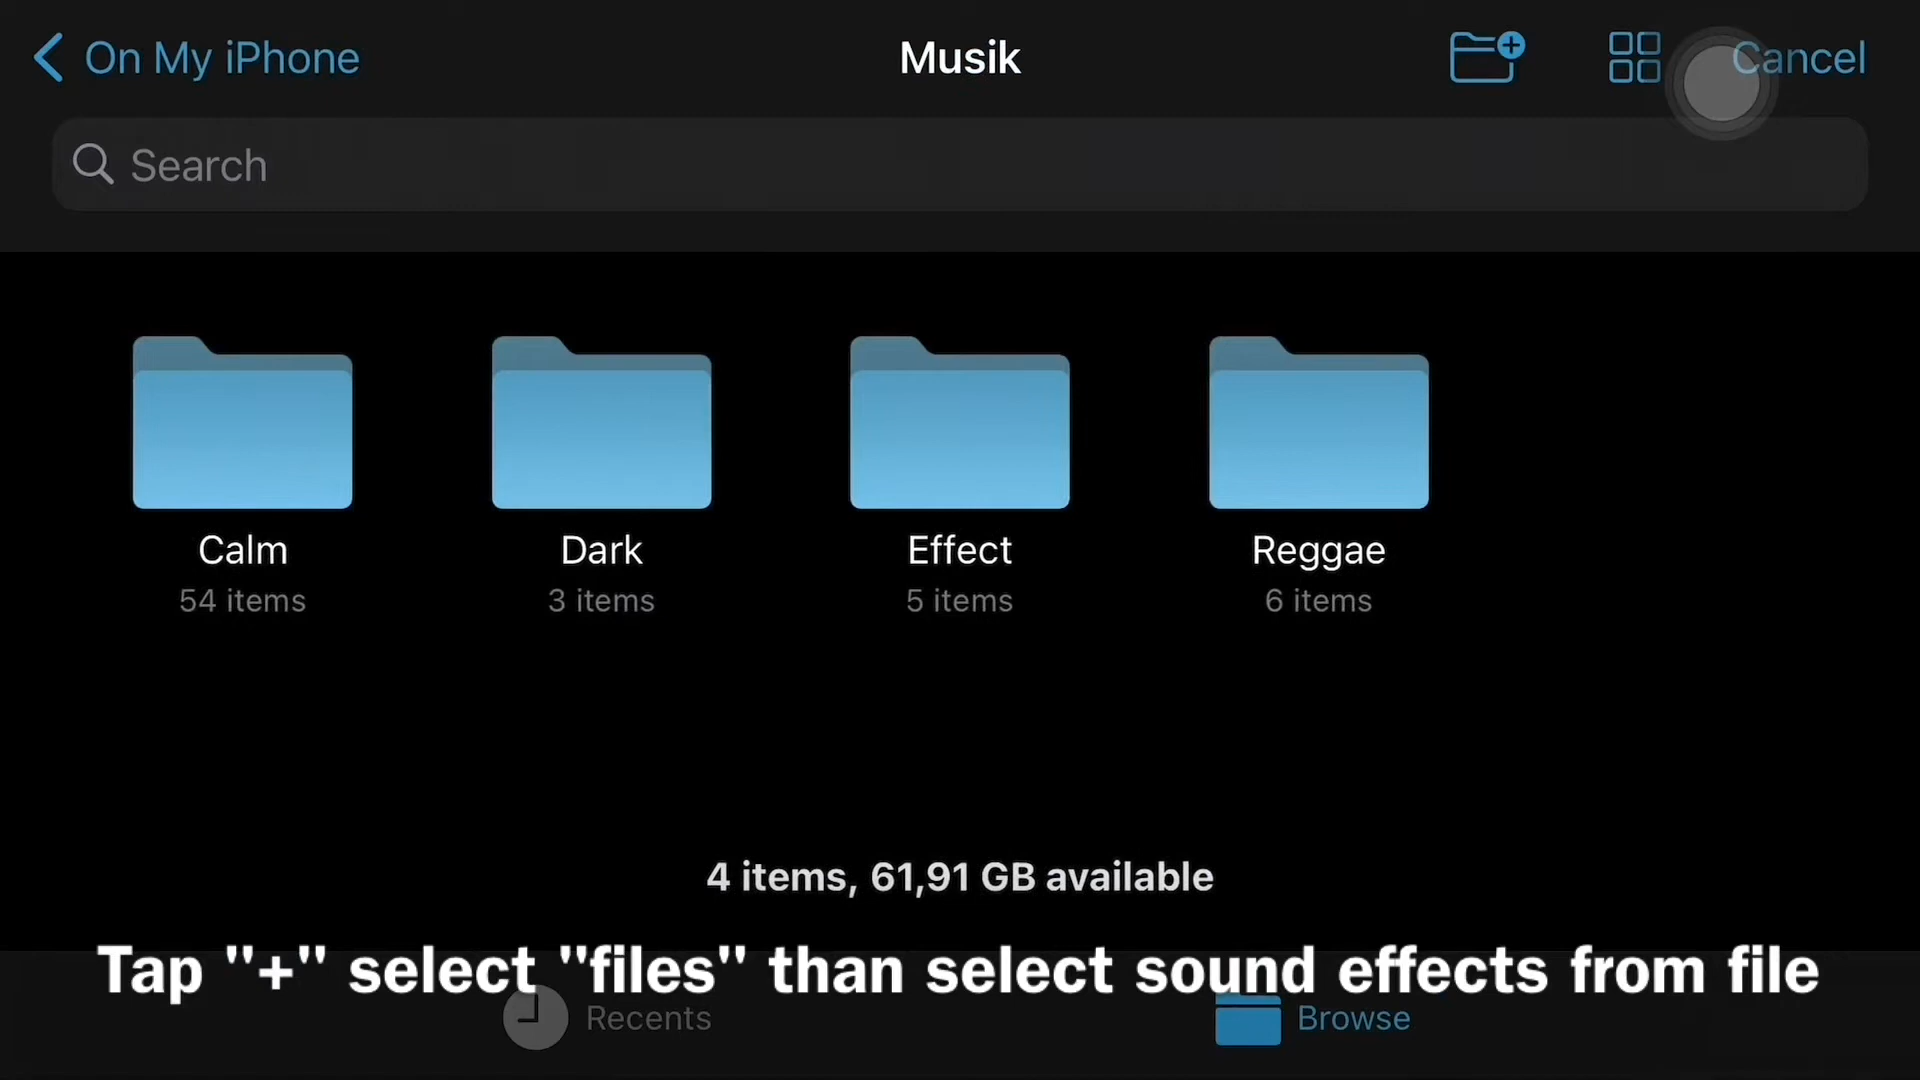 On My iPhone
Musik
Cancel
Search
Calm
54 items
Dark
3 items
Effect
5 items
Reggae
6 items
4 items, 61,91 GB available
Tap "+" select "files" than select sound effects from file
Recents
Browse